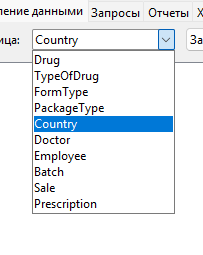 ление данными Запросы Отчеты Х
ица: Country За
Drug
TypeOfDrug
FormType
PackageType
Country
Doctor
Employee
Batch
Sale
Prescription